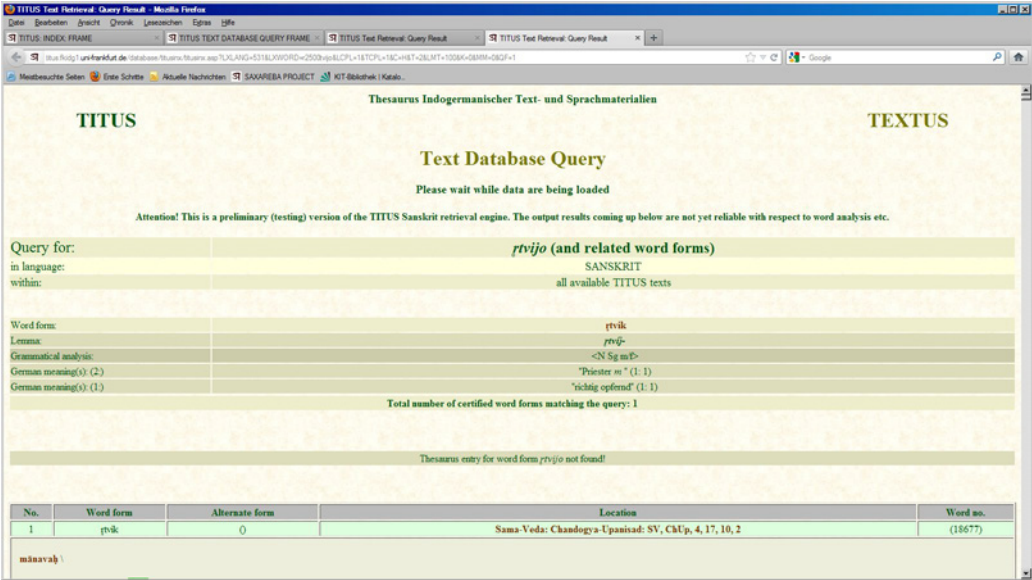 TITUS Text Retrieval: Query Result - Mozilla Firefox
Datei Bearbeiten Ansicht Chronik Lesezeichen Extras Hilfe
TITUS: INDEX: FRAME TITUS TEXT DATABASE QUERY FRAME TITUS Text Retrieval: Query Result TITUS Text Retrieval: Query Result
Google
Meistbesuchte Seiten Erste Schritte Aktuelle Nachrichten SAXAREBA PROJECT KIT-Bibliothek | Katalo...
Thesaurus Indogermanischer Text- und Sprachmaterialien
TITUS TEXTUS
Text Database Query
Please wait while data are being loaded
Attention! This is a preliminary (testing) version of the TITUS Sanskrit retrieval engine. The output results coming up below are not yet reliable with respect to word analysis etc.
Query for: r̥tvijo (and related word forms)
in language: SANSKRIT
within: all available TITUS texts
Word form: r̥tvik
Lemma: r̥tvij-
Grammatical analysis: <N Sg m/f>
German meaning(s): (2:) "Priester m " (1: 1)
German meaning(s): (1:) "richtig opfernd" (1: 1)
Total number of certified word forms matching the query: 1
Thesaurus entry for word form r̥tvijo not found!
No. Word form Alternate form Location Word no.
1 r̥tvik () Sama-Veda: Chandogya-Upanisad: SV, ChUp, 4, 17, 10, 2 (18677)
mānavaḥ \